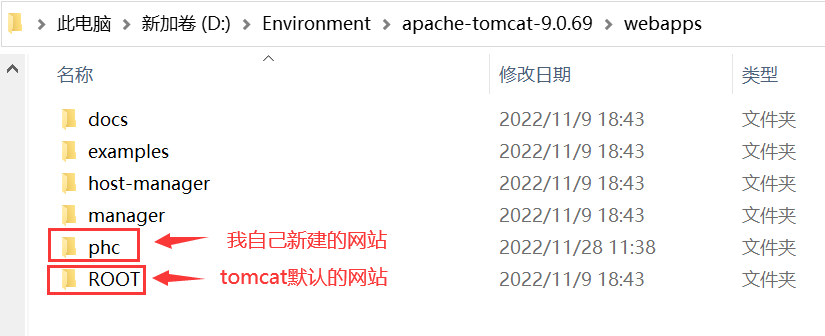 此电脑 > 新加卷 (D:) > Environment > apache-tomcat-9.0.69 > webapps
名称 修改日期 类型
docs 2022/11/9 18:43 文件夹
examples 2022/11/9 18:43 文件夹
host-manager 2022/11/9 18:43 文件夹
manager 2022/11/9 18:43 文件夹
phc 我自己新建的网站 2022/11/28 11:38 文件夹
ROOT tomcat默认的网站 2022/11/9 18:43 文件夹